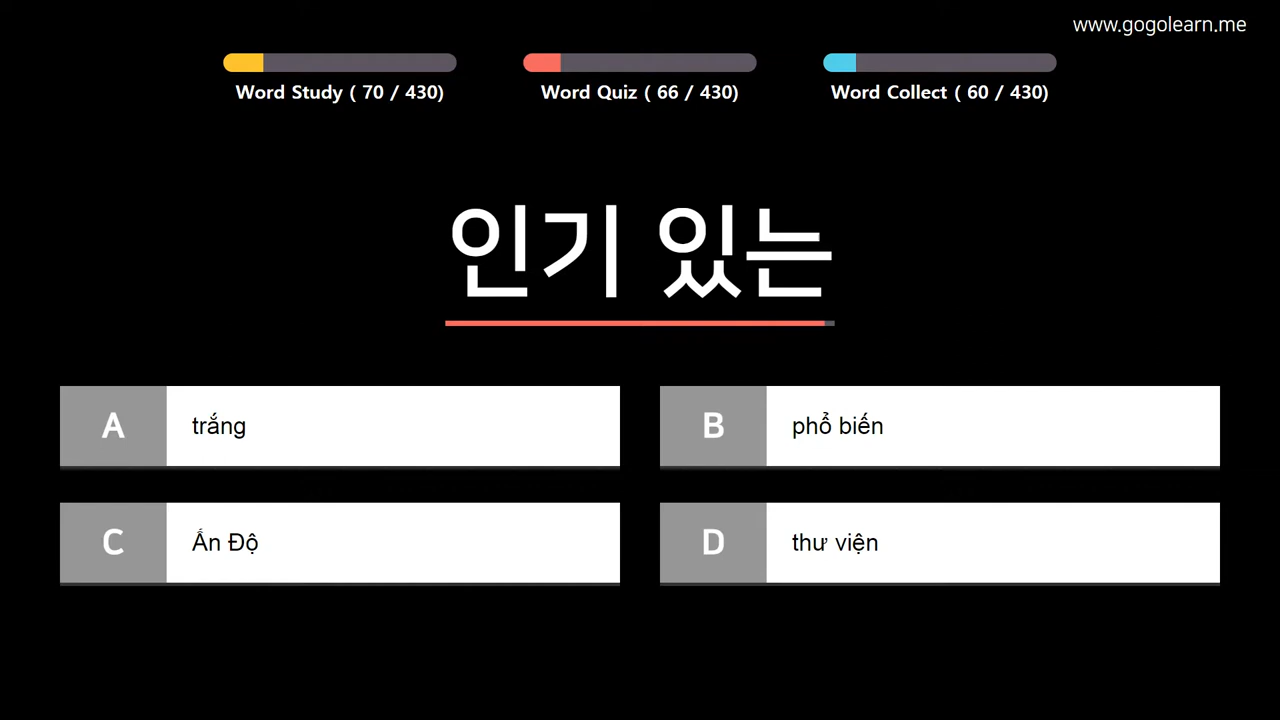 www.gogolearn.me
Word Study ( 70 / 430)
Word Quiz ( 66 / 430)
Word Collect ( 60 / 430)
인기 있는
A trắng
B phổ biến
C Ấn Độ
D thư viện